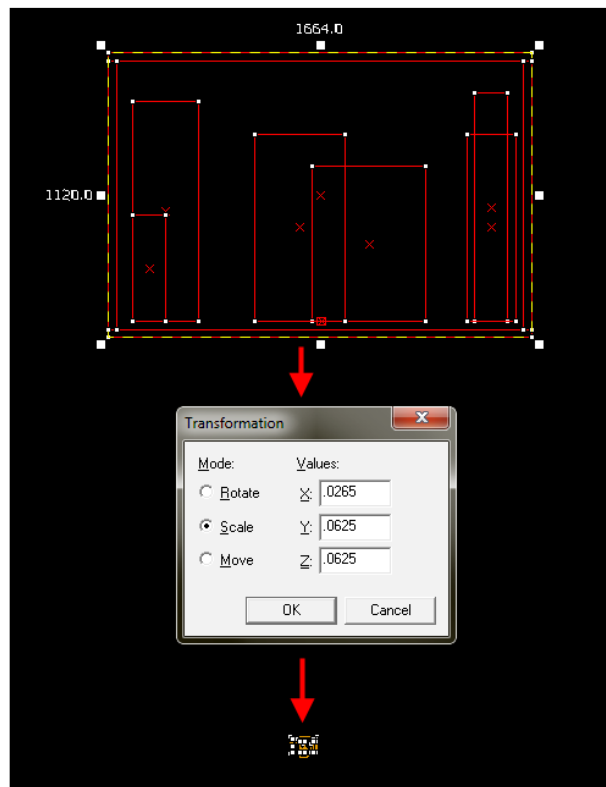 1664.0
1120.0
Transformation
Mode: Values:
Rotate X: .0265
Scale Y: .0625
Move Z: .0625
OK Cancel